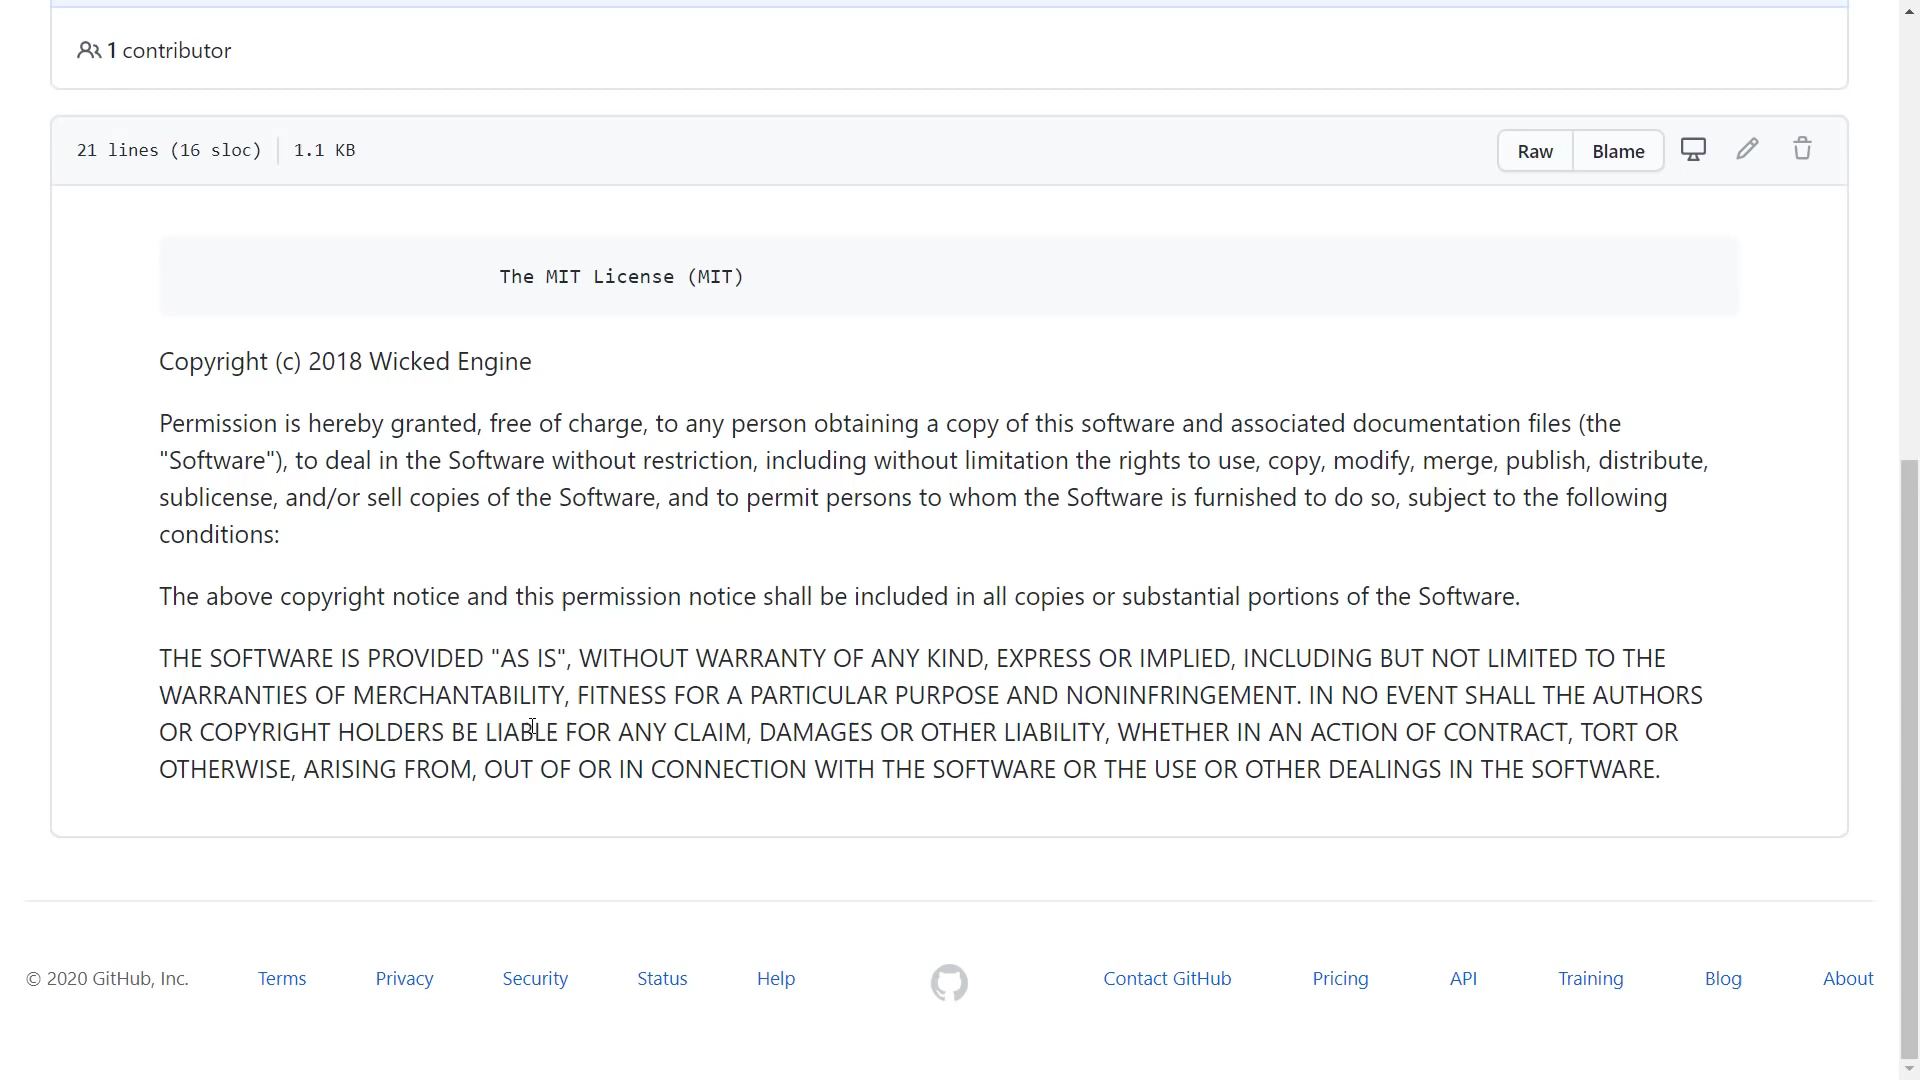 1 contributor
21 lines (16 sloc) 1.1 KB
Raw Blame
The MIT License (MIT)
Copyright (c) 2018 Wicked Engine
Permission is hereby granted, free of charge, to any person obtaining a copy of this software and associated documentation files (the
"Software"), to deal in the Software without restriction, including without limitation the rights to use, copy, modify, merge, publish, distribute,
sublicense, and/or sell copies of the Software, and to permit persons to whom the Software is furnished to do so, subject to the following
conditions:
The above copyright notice and this permission notice shall be included in all copies or substantial portions of the Software.
THE SOFTWARE IS PROVIDED "AS IS", WITHOUT WARRANTY OF ANY KIND, EXPRESS OR IMPLIED, INCLUDING BUT NOT LIMITED TO THE
WARRANTIES OF MERCHANTABILITY, FITNESS FOR A PARTICULAR PURPOSE AND NONINFRINGEMENT. IN NO EVENT SHALL THE AUTHORS
OR COPYRIGHT HOLDERS BE LIABLE FOR ANY CLAIM, DAMAGES OR OTHER LIABILITY, WHETHER IN AN ACTION OF CONTRACT, TORT OR
OTHERWISE, ARISING FROM, OUT OF OR IN CONNECTION WITH THE SOFTWARE OR THE USE OR OTHER DEALINGS IN THE SOFTWARE.
© 2020 GitHub, Inc. Terms Privacy Security Status Help Contact GitHub Pricing API Training Blog About